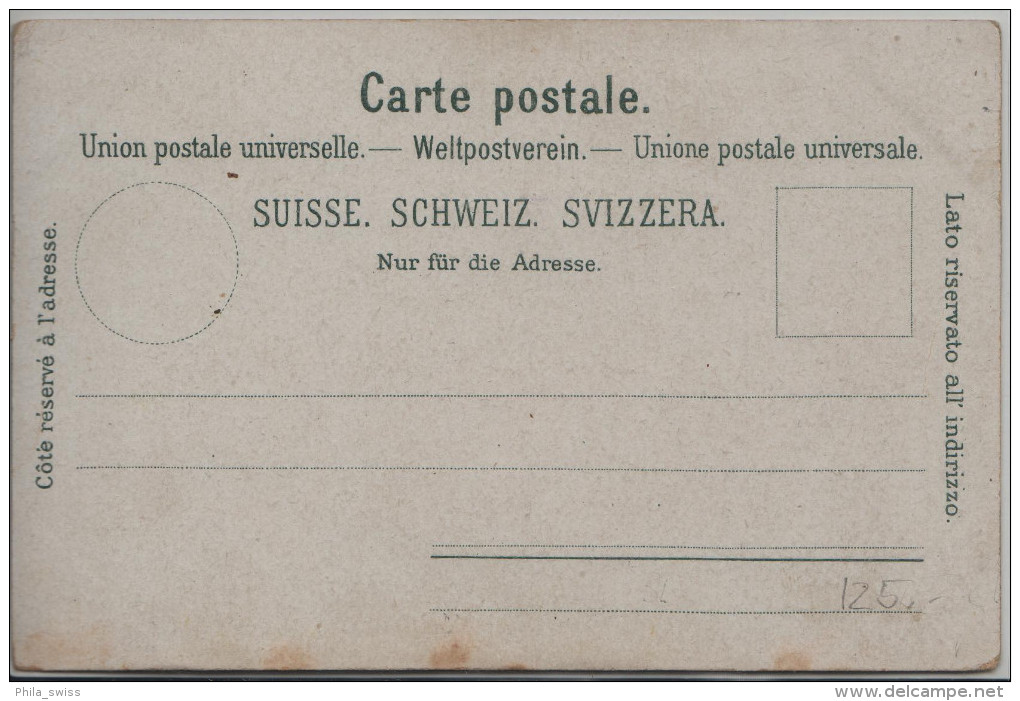 Carte postale.
Union postale universelle. — Weltpostverein. — Unione postale universale.
SUISSE. SCHWEIZ. SVIZZERA.
Nur für die Adresse.
Côté réservé à l'adresse.
Lato riservato all' indirizzo.
125.-
Phila_swiss
www.delcampe.net